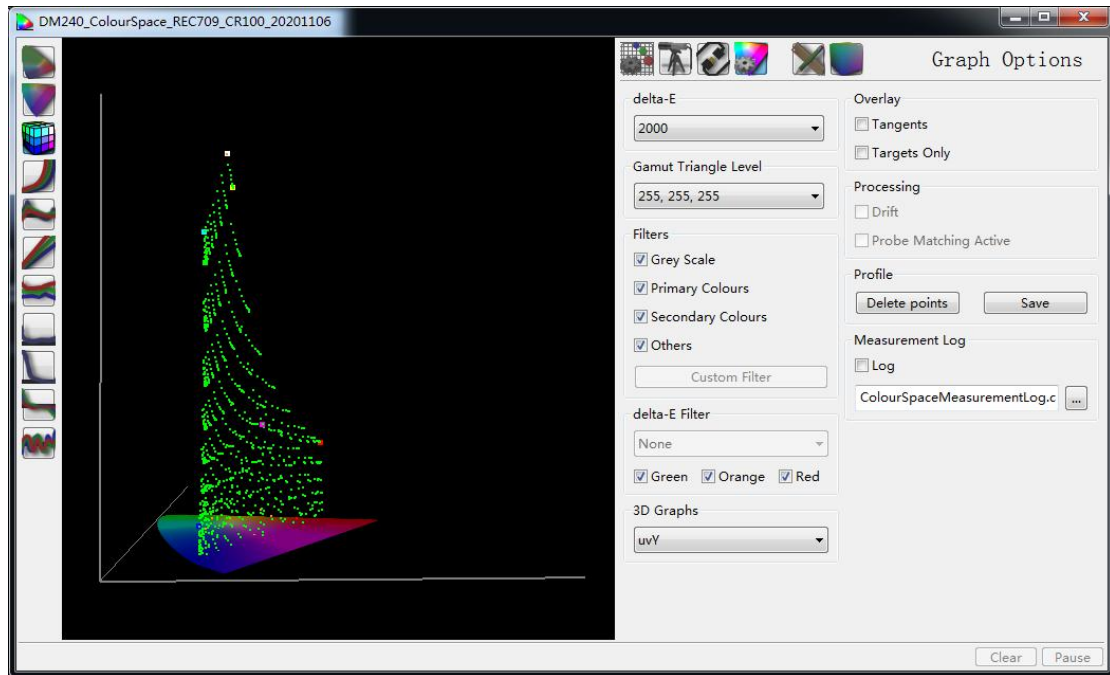 DM240_ColourSpace_REC709_CR100_20201106
Graph Options
delta-E
2000
Gamut Triangle Level
255, 255, 255
Filters
Grey Scale
Primary Colours
Secondary Colours
Others
Custom Filter
delta-E Filter
None
Green Orange Red
3D Graphs
uvY
Overlay
Tangents
Targets Only
Processing
Drift
Probe Matching Active
Profile
Delete points Save
Measurement Log
Log
ColourSpaceMeasurementLog.c ...
Clear Pause